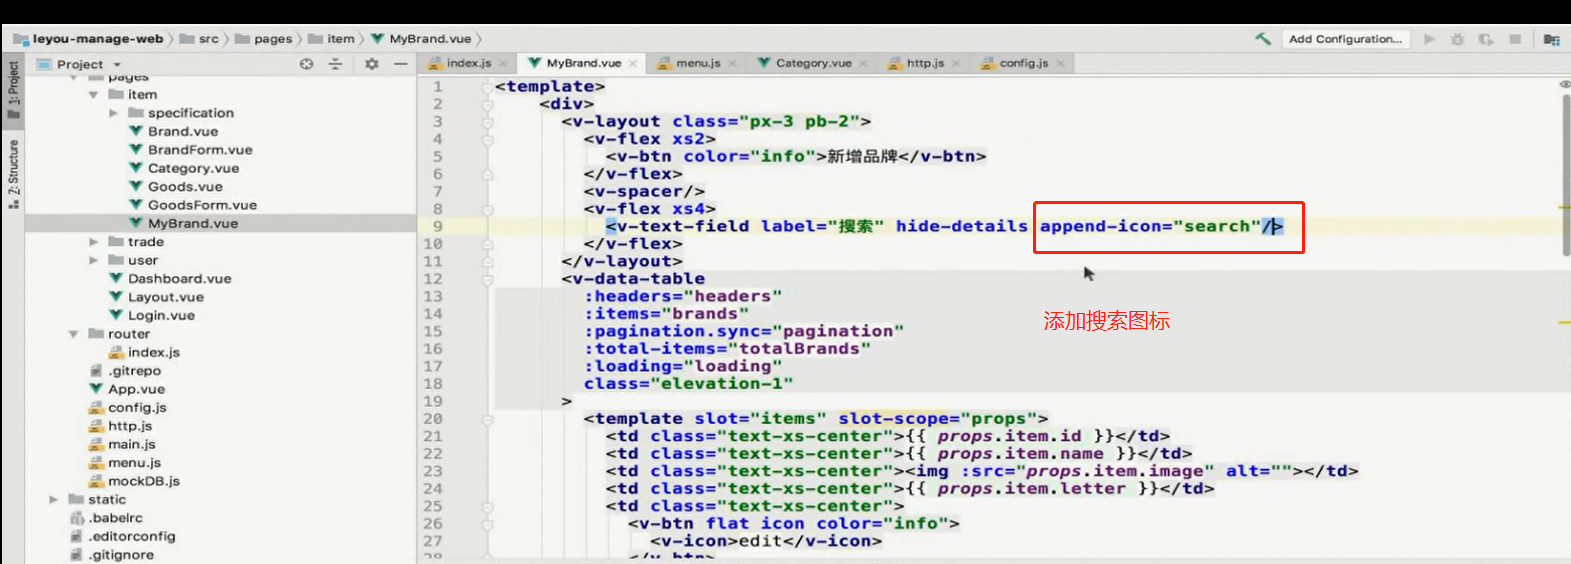 leyou-manage-web src pages item MyBrand.vue Add Configuration...
Project index.js MyBrand.vue menu.js Category.vue http.js config.js
1: Project
Z: Structure
pages
item
specification
Brand.vue
BrandForm.vue
Category.vue
Goods.vue
GoodsForm.vue
MyBrand.vue
trade
user
Dashboard.vue
Layout.vue
Login.vue
router
index.js
.gitrepo
App.vue
config.js
http.js
main.js
menu.js
mockDB.js
static
.babelrc
.editorconfig
.gitignore
1 <template>
2 <div>
3 <v-layout class="px-3 pb-2">
4 <v-flex xs2>
5 <v-btn color="info">新增品牌</v-btn>
6 </v-flex>
7 <v-spacer/>
8 <v-flex xs4>
9 <v-text-field label="搜索" hide-details append-icon="search"/>
10 </v-flex>
11 </v-layout>
12 <v-data-table
13 :headers="headers"
14 :items="brands"
15 :pagination.sync="pagination"
16 :total-items="totalBrands"
17 :loading="loading"
18 class="elevation-1"
19 >
20 <template slot="items" slot-scope="props">
21 <td class="text-xs-center">{{ props.item.id }}</td>
22 <td class="text-xs-center">{{ props.item.name }}</td>
23 <td class="text-xs-center"><img :src="props.item.image" alt=""></td>
24 <td class="text-xs-center">{{ props.item.letter }}</td>
25 <td class="text-xs-center">
26 <v-btn flat icon color="info">
27 <v-icon>edit</v-icon>
28 </v-btn>
添加搜索图标